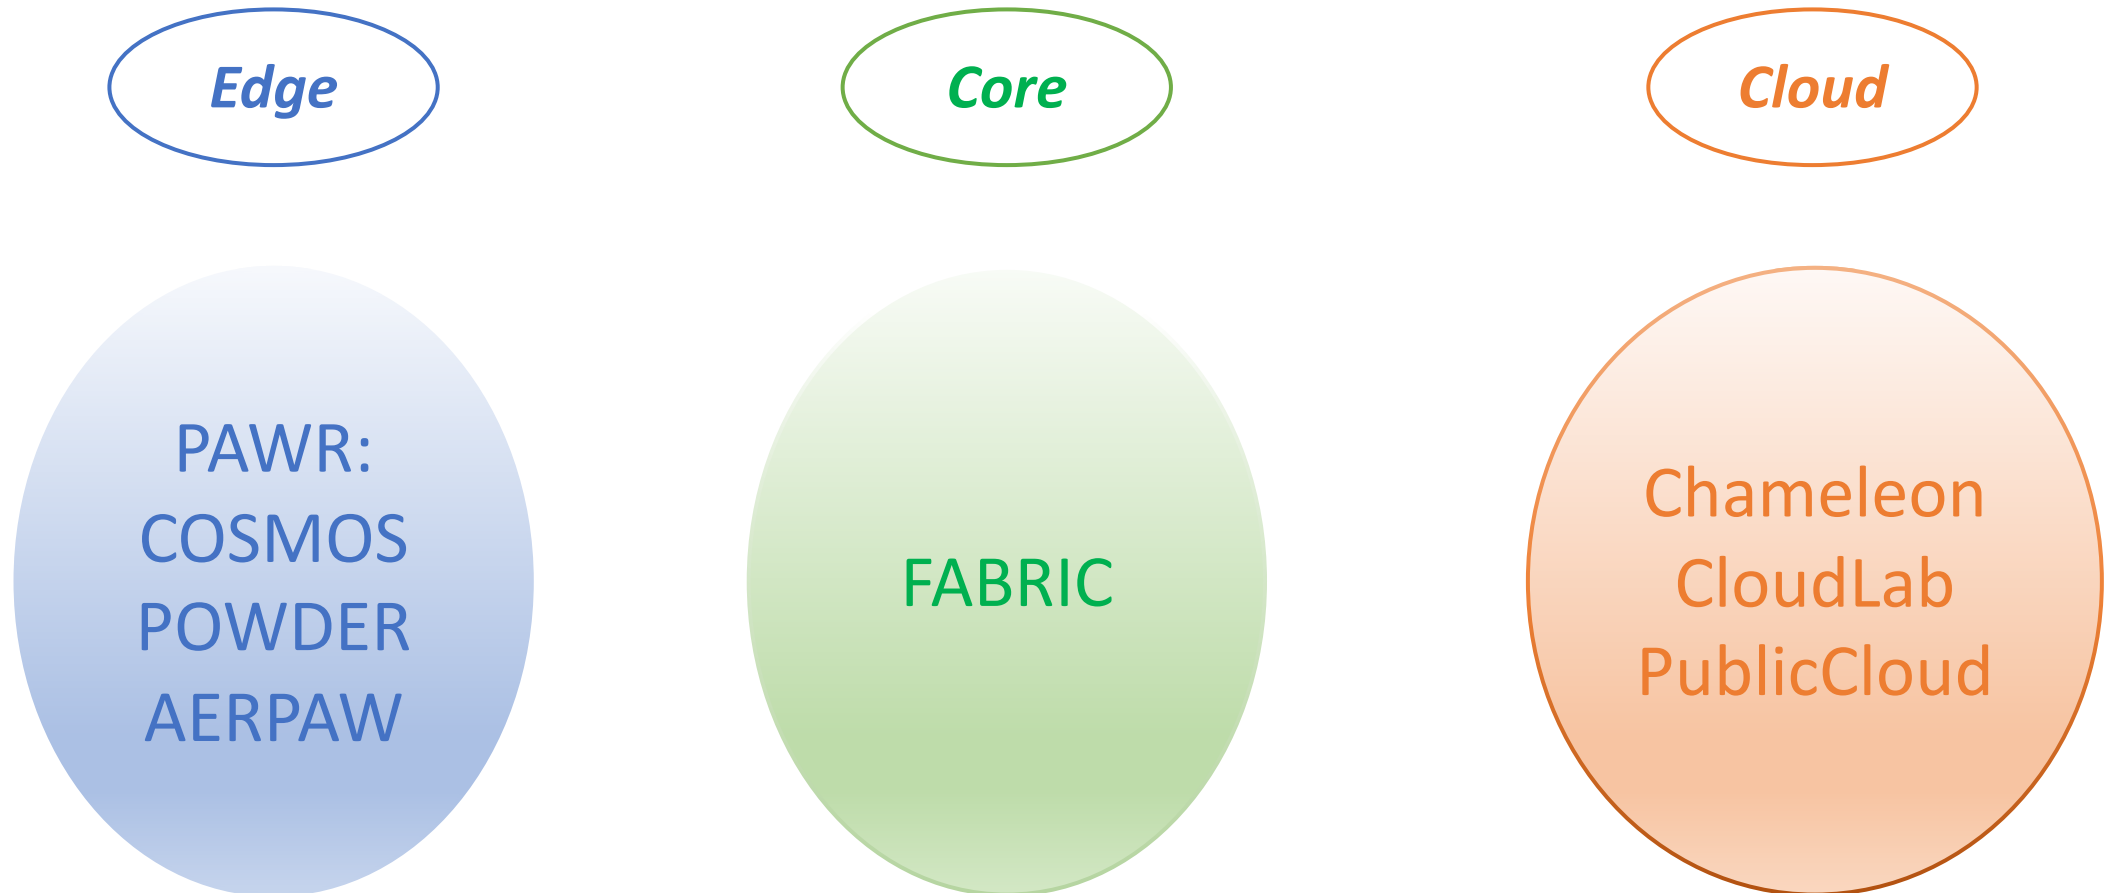 Edge
Core
Cloud
PAWR:
COSMOS
POWDER
AERPAW
FABRIC
Chameleon
CloudLab
PublicCloud